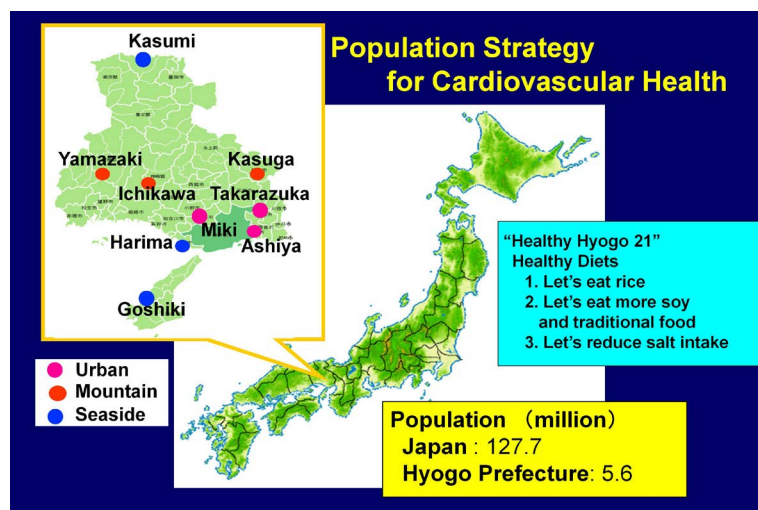 Population Strategy
for Cardiovascular Health
Kasumi
Yamazaki
Kasuga
Ichikawa
Takarazuka
Miki
Harima
Ashiya
Goshiki
Urban
Mountain
Seaside
“Healthy Hyogo 21”
Healthy Diets
1. Let’s eat rice
2. Let’s eat more soy
and traditional food
3. Let’s reduce salt intake
Population （million）
Japan : 127.7
Hyogo Prefecture: 5.6